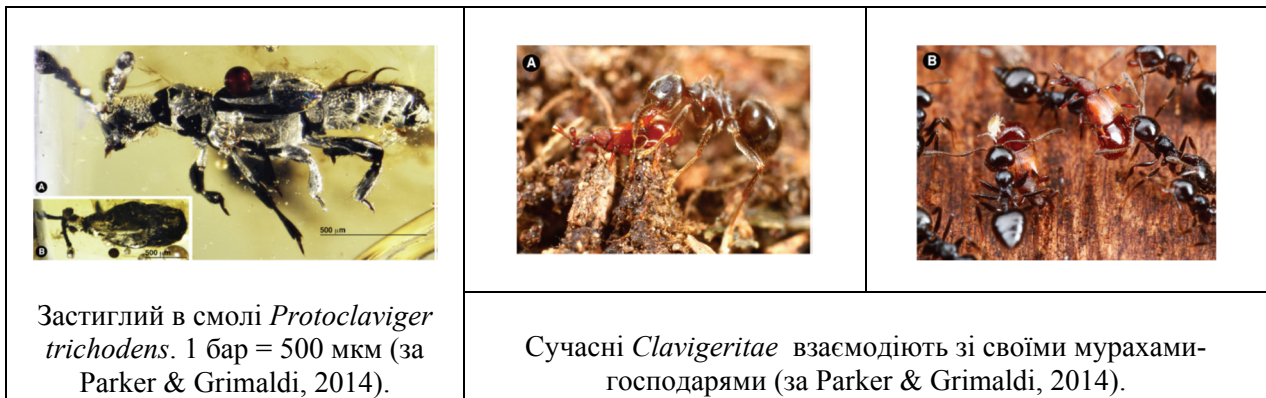 A
500 µm
B
500 µm
A
B
Застиглий в смолі Protoclaviger
trichodens. 1 бар = 500 мкм (за
Parker & Grimaldi, 2014).
Сучасні Clavigeritae взаємодіють зі своїми мурахами-
господарями (за Parker & Grimaldi, 2014).